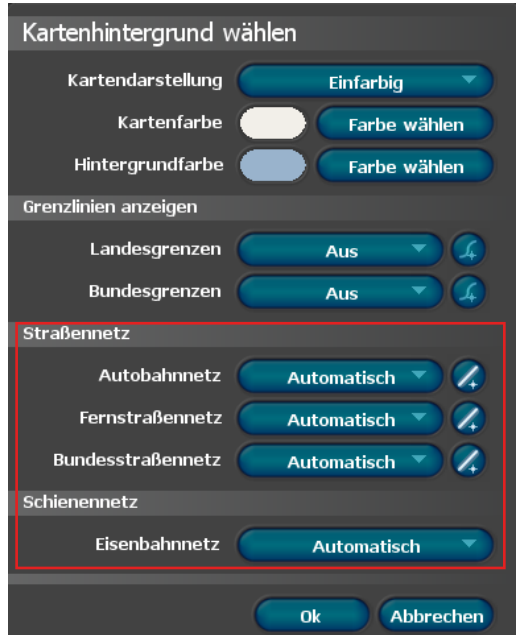 Kartenhintergrund wählen
Kartendarstellung Einfarbig
Kartenfarbe Farbe wählen
Hintergrundfarbe Farbe wählen
Grenzlinien anzeigen
Landesgrenzen Aus
Bundesgrenzen Aus
Straßennetz
Autobahnnetz Automatisch
Fernstraßennetz Automatisch
Bundesstraßennetz Automatisch
Schienennetz
Eisenbahnnetz Automatisch
Ok Abbrechen